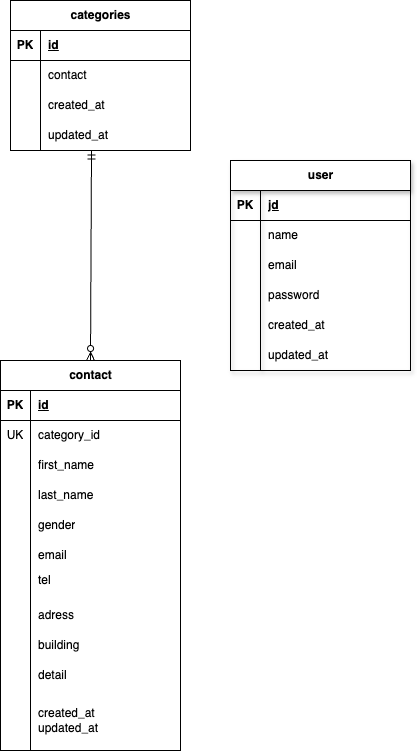 categories
PK id
contact
created_at
updated_at
user
PK jd
name
email
password
created_at
updated_at
contact
PK id
UK category_id
first_name
last_name
gender
email
tel
adress
building
detail
created_at
updated_at